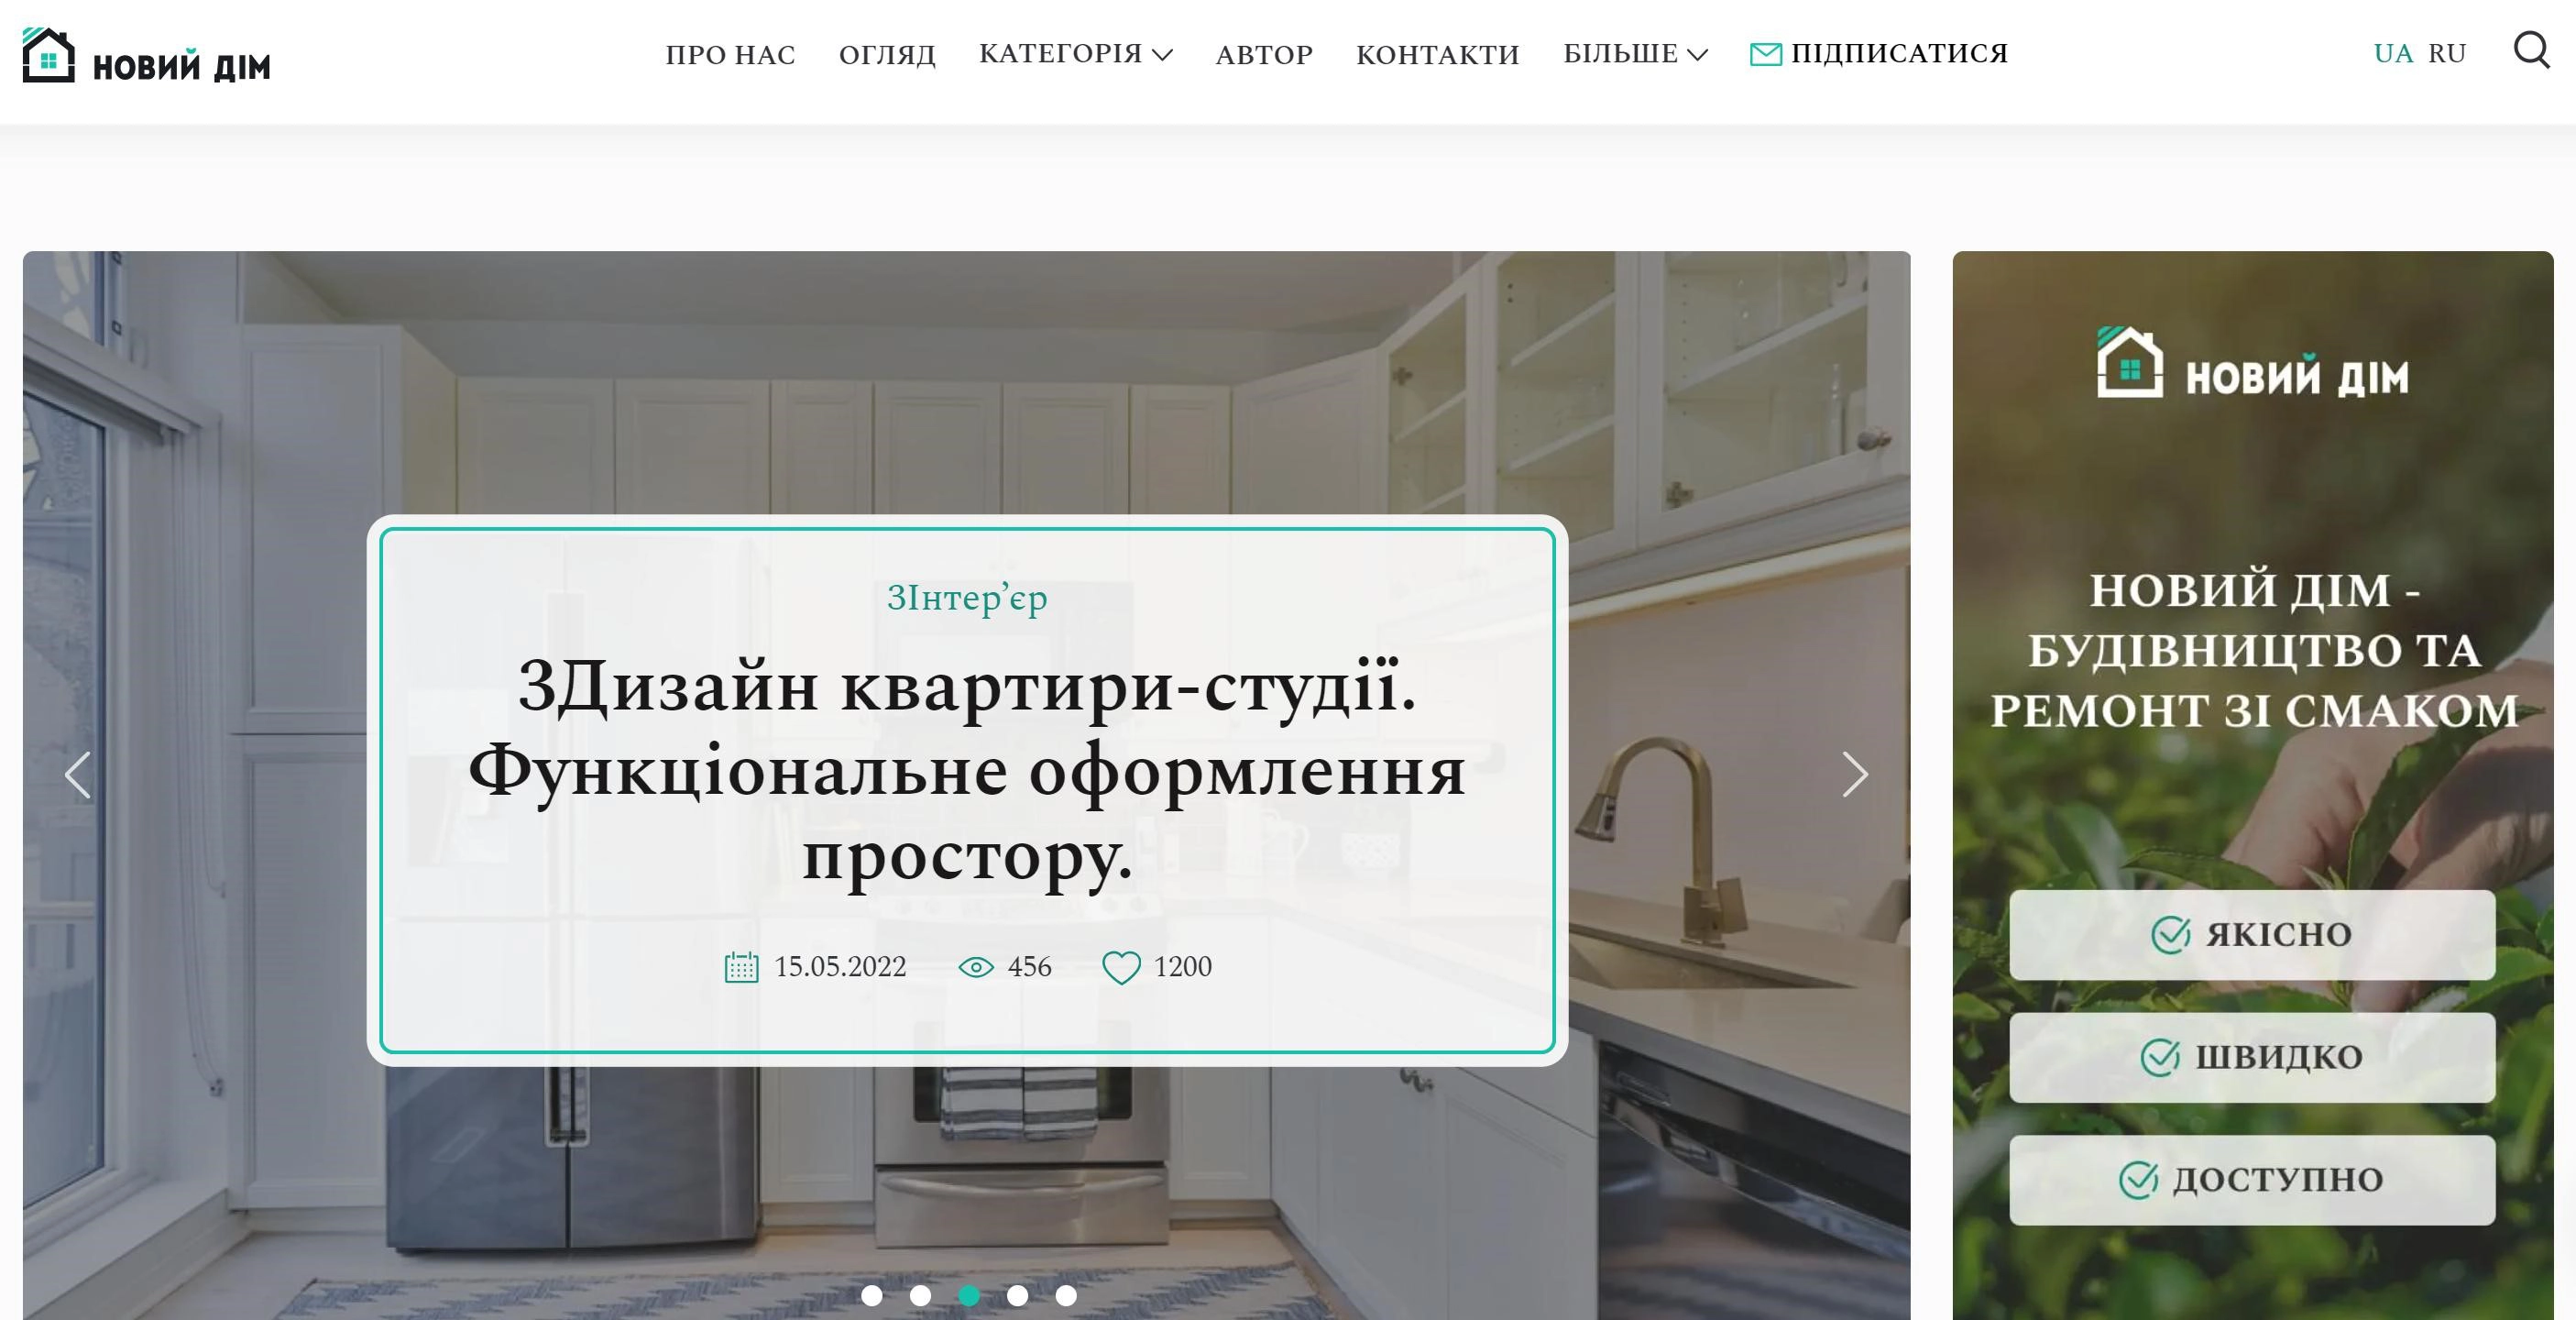 НОВИЙ ДІМ
ПРО НАС ОГЛЯД КАТЕГОРІЯ АВТОР КОНТАКТИ БІЛЬШЕ ПІДПИСАТИСЯ
UA RU
3Інтер’єр
3Дизайн квартири-студії.
Функціональне оформлення
простору.
15.05.2022 456 1200
НОВИЙ ДІМ
НОВИЙ ДІМ -
БУДІВНИЦТВО ТА
РЕМОНТ ЗІ СМАКОМ
ЯКІСНО
ШВИДКО
ДОСТУПНО